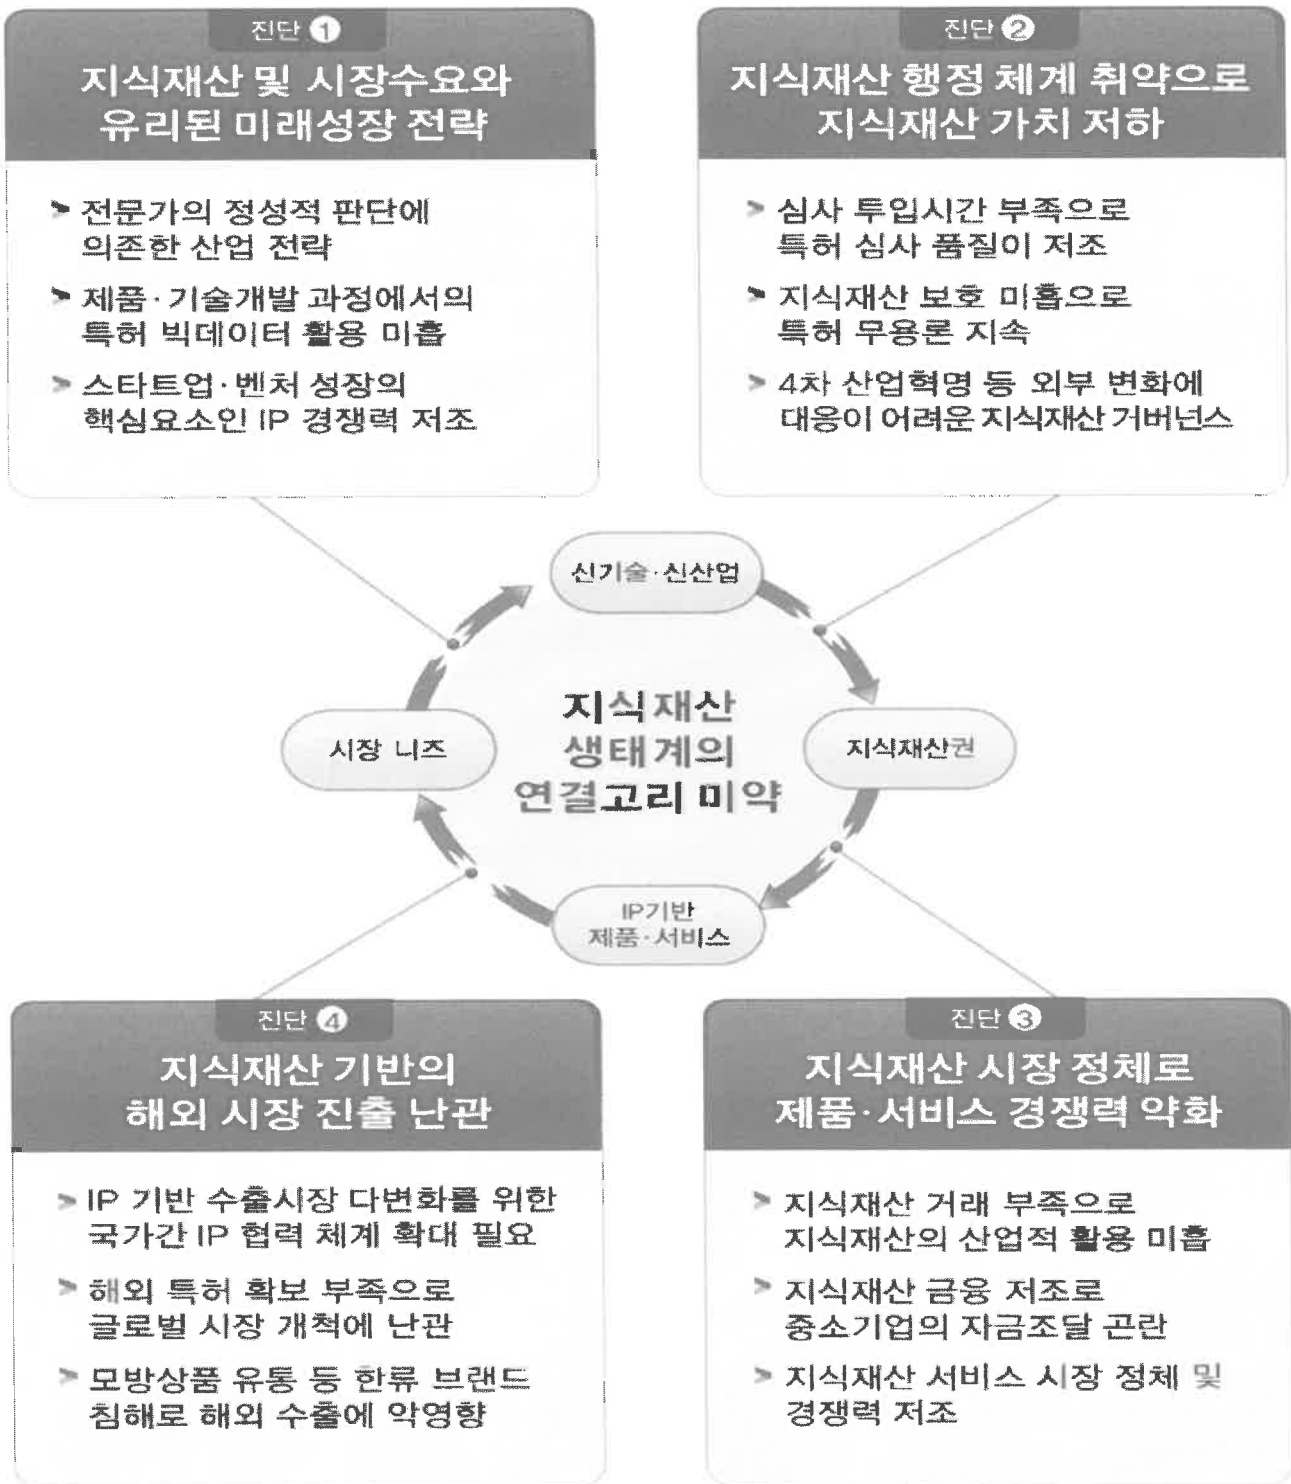 진단 1
지식재산 및 시장수요와
유리된 미래성장 전략
➤ 전문가의 정성적 판단에
의존한 산업 전략
➤ 제품·기술개발 과정에서의
특허 빅데이터 활용 미흡
➤ 스타트업·벤처 성장의
핵심요소인 IP 경쟁력 저조
진단 2
지식재산 행정 체계 취약으로
지식재산 가치 저하
➤ 심사 투입시간 부족으로
특허 심사 품질이 저조
➤ 지식재산 보호 미흡으로
특허 무용론 지속
➤ 4차 산업혁명 등 외부 변화에
대응이 어려운 지식재산 거버넌스
신기술·신산업
지식재산
생태계의
연결고리 미약
시장 니즈
지식재산권
IP기반
제품·서비스
진단 4
지식재산 기반의
해외 시장 진출 난관
➤ IP 기반 수출시장 다변화를 위한
국가간 IP 협력 체계 확대 필요
➤ 해외 특허 확보 부족으로
글로벌 시장 개척에 난관
➤ 모방상품 유통 등 한류 브랜드
침해로 해외 수출에 악영향
진단 3
지식재산 시장 정체로
제품·서비스 경쟁력 약화
➤ 지식재산 거래 부족으로
지식재산의 산업적 활용 미흡
➤ 지식재산 금융 저조로
중소기업의 자금조달 곤란
➤ 지식재산 서비스 시장 정체 및
경쟁력 저조